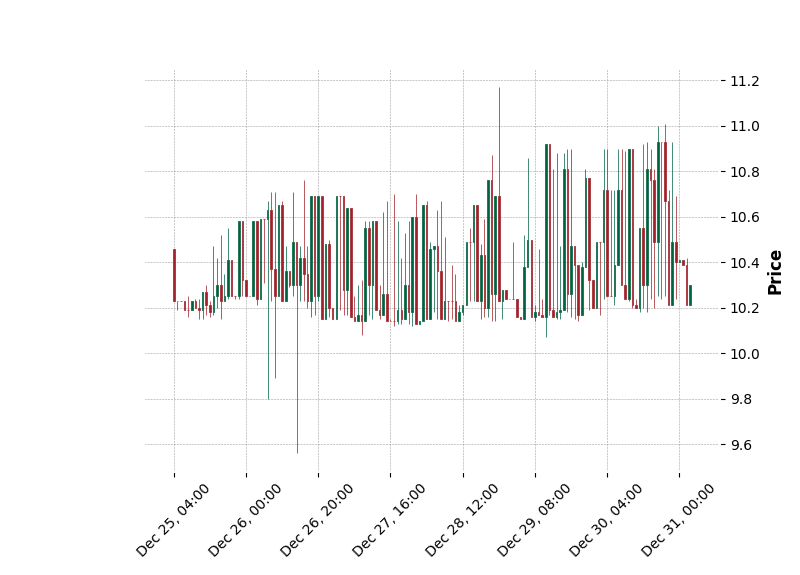 11.2
11.0
10.8
10.6
10.4
10.2
10.0
9.8
9.6
Price
Dec 25, 04:00
Dec 26, 00:00
Dec 26, 20:00
Dec 27, 16:00
Dec 28, 12:00
Dec 29, 08:00
Dec 30, 04:00
Dec 31, 00:00